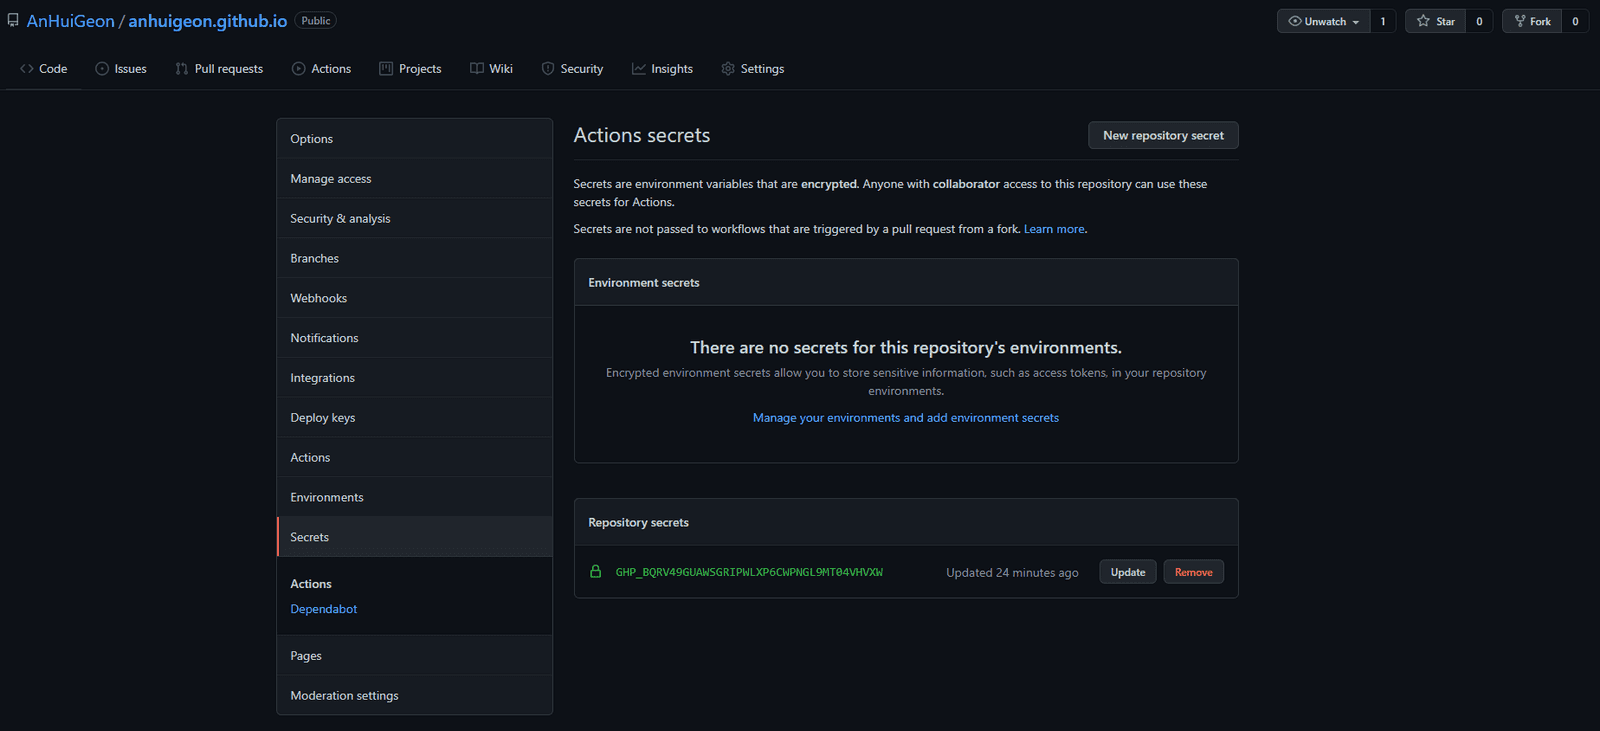 AnHuiGeon / anhuigeon.github.io Public
Unwatch 1 Star 0 Fork 0
Code Issues Pull requests Actions Projects Wiki Security Insights Settings
Options
Manage access
Security & analysis
Branches
Webhooks
Notifications
Integrations
Deploy keys
Actions
Environments
Secrets
Actions
Dependabot
Pages
Moderation settings
Actions secrets
New repository secret
Secrets are environment variables that are encrypted. Anyone with collaborator access to this repository can use these
secrets for Actions.
Secrets are not passed to workflows that are triggered by a pull request from a fork. Learn more.
Environment secrets
There are no secrets for this repository's environments.
Encrypted environment secrets allow you to store sensitive information, such as access tokens, in your repository
environments.
Manage your environments and add environment secrets
Repository secrets
GHP_BQRV49GUAWSGRIPWLXP6CWPNGL9MT04VHVXW Updated 24 minutes ago Update Remove